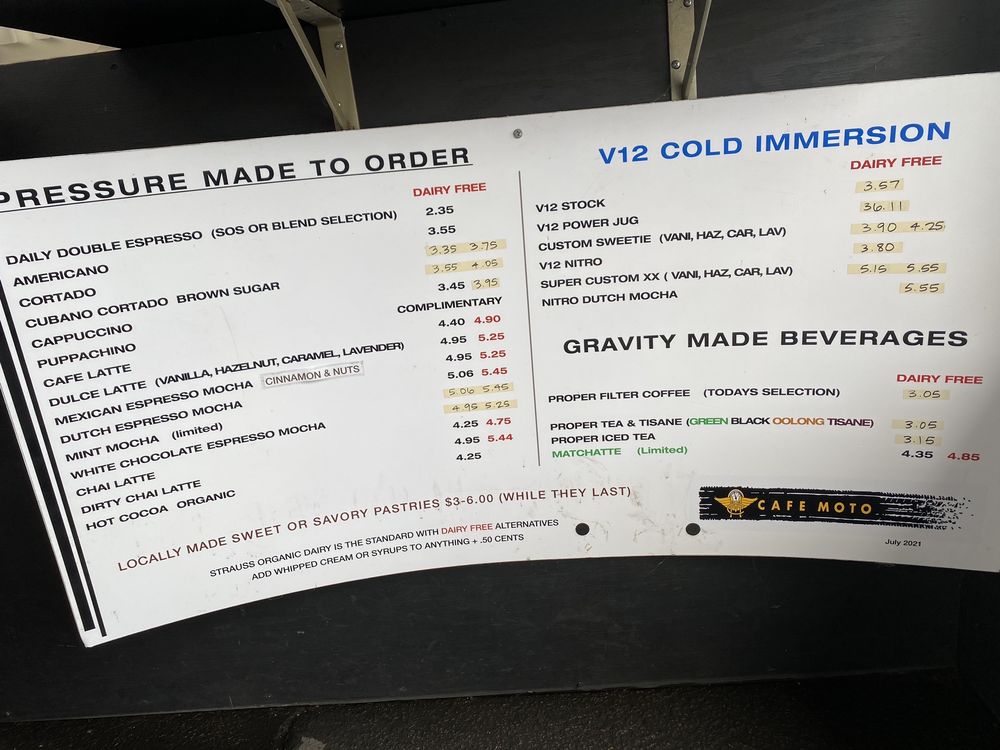 PRESSURE MADE TO ORDER
DAIRY FREE
DAILY DOUBLE ESPRESSO (SOS OR BLEND SELECTION) 2.35
AMERICANO 3.55
CORTADO 3.35 3.75
CUBANO CORTADO BROWN SUGAR 3.55 4.05
CAPPUCCINO 3.45 3.95
PUPPACHINO COMPLIMENTARY
CAFE LATTE 4.40 4.90
DULCE LATTE (VANILLA, HAZELNUT, CARAMEL, LAVENDER) 4.95 5.25
MEXICAN ESPRESSO MOCHA CINNAMON & NUTS 4.95 5.25
DUTCH ESPRESSO MOCHA 5.06 5.45
MINT MOCHA (limited) 5.06 5.45
WHITE CHOCOLATE ESPRESSO MOCHA 4.95 5.25
CHAI LATTE 4.25 4.75
DIRTY CHAI LATTE 4.95 5.44
HOT COCOA ORGANIC 4.25
LOCALLY MADE SWEET OR SAVORY PASTRIES $3-6.00 (WHILE THEY LAST)
STRAUSS ORGANIC DAIRY IS THE STANDARD WITH DAIRY FREE ALTERNATIVES
ADD WHIPPED CREAM OR SYRUPS TO ANYTHING + .50 CENTS
V12 COLD IMMERSION
DAIRY FREE
V12 STOCK 3.57
V12 POWER JUG 36.11
CUSTOM SWEETIE (VANI, HAZ, CAR, LAV) 3.90 4.25
V12 NITRO 3.80
SUPER CUSTOM XX ( VANI, HAZ, CAR, LAV) 5.15 5.55
NITRO DUTCH MOCHA 5.55
GRAVITY MADE BEVERAGES
DAIRY FREE
PROPER FILTER COFFEE (TODAYS SELECTION) 3.05
PROPER TEA & TISANE (GREEN BLACK OOLONG TISANE) 3.05
PROPER ICED TEA 3.15
MATCHATTE (Limited) 4.35 4.85
CAFE MOTO
July 2021